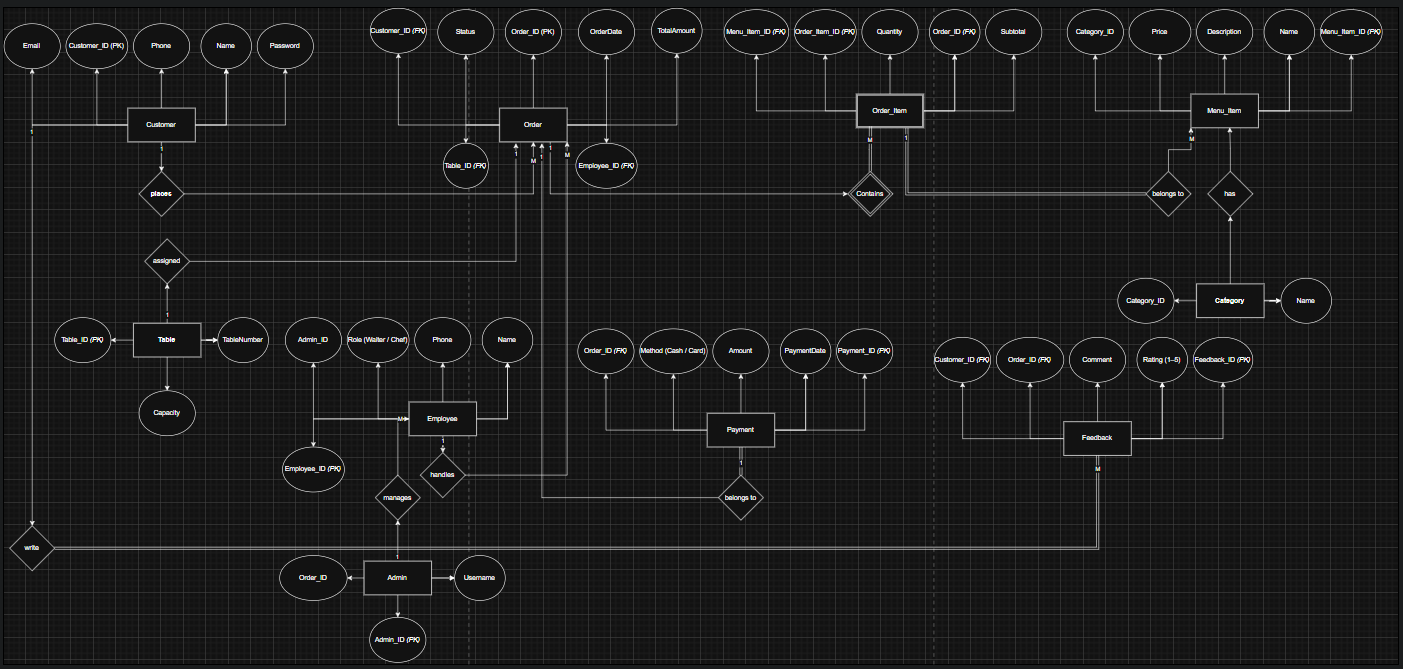 Email
Customer_ID (PK)
Phone
Name
Password
Customer_ID (FK)
Status
Order_ID (PK)
OrderDate
TotalAmount
Menu_Item_ID (FK)
Order_Item_ID (PK)
Quantity
Order_ID (FK)
Subtotal
Category_ID
Price
Description
Name
Menu_Item_ID (PK)
Customer
Order
Order_Item
Menu_Item
1
1
Table_ID (FK)
1
M
1
1
M
Employee_ID (FK)
M
1
M
places
Contains
belongs to
has
assigned
1
Category_ID
Category
Name
Table_ID (PK)
Table
TableNumber
Admin_ID
Role (Waiter / Chef)
Phone
Name
Order_ID (FK)
Method (Cash / Card)
Amount
PaymentDate
Payment_ID (PK)
Customer_ID (FK)
Order_ID (FK)
Comment
Rating (1–5)
Feedback_ID (PK)
Capacity
M
Employee
Payment
Feedback
1
1
M
Employee_ID (PK)
handles
manages
belongs to
write
1
Order_ID
Admin
Username
Admin_ID (PK)